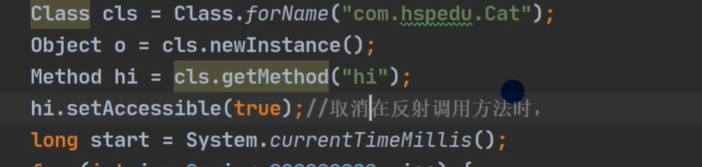 Class cls = Class.forName("com.hspedu.Cat");
Object o = cls.newInstance();
Method hi = cls.getMethod("hi");
hi.setAccessible(true);//取消在反射调用方法时,
long start = System.currentTimeMillis();